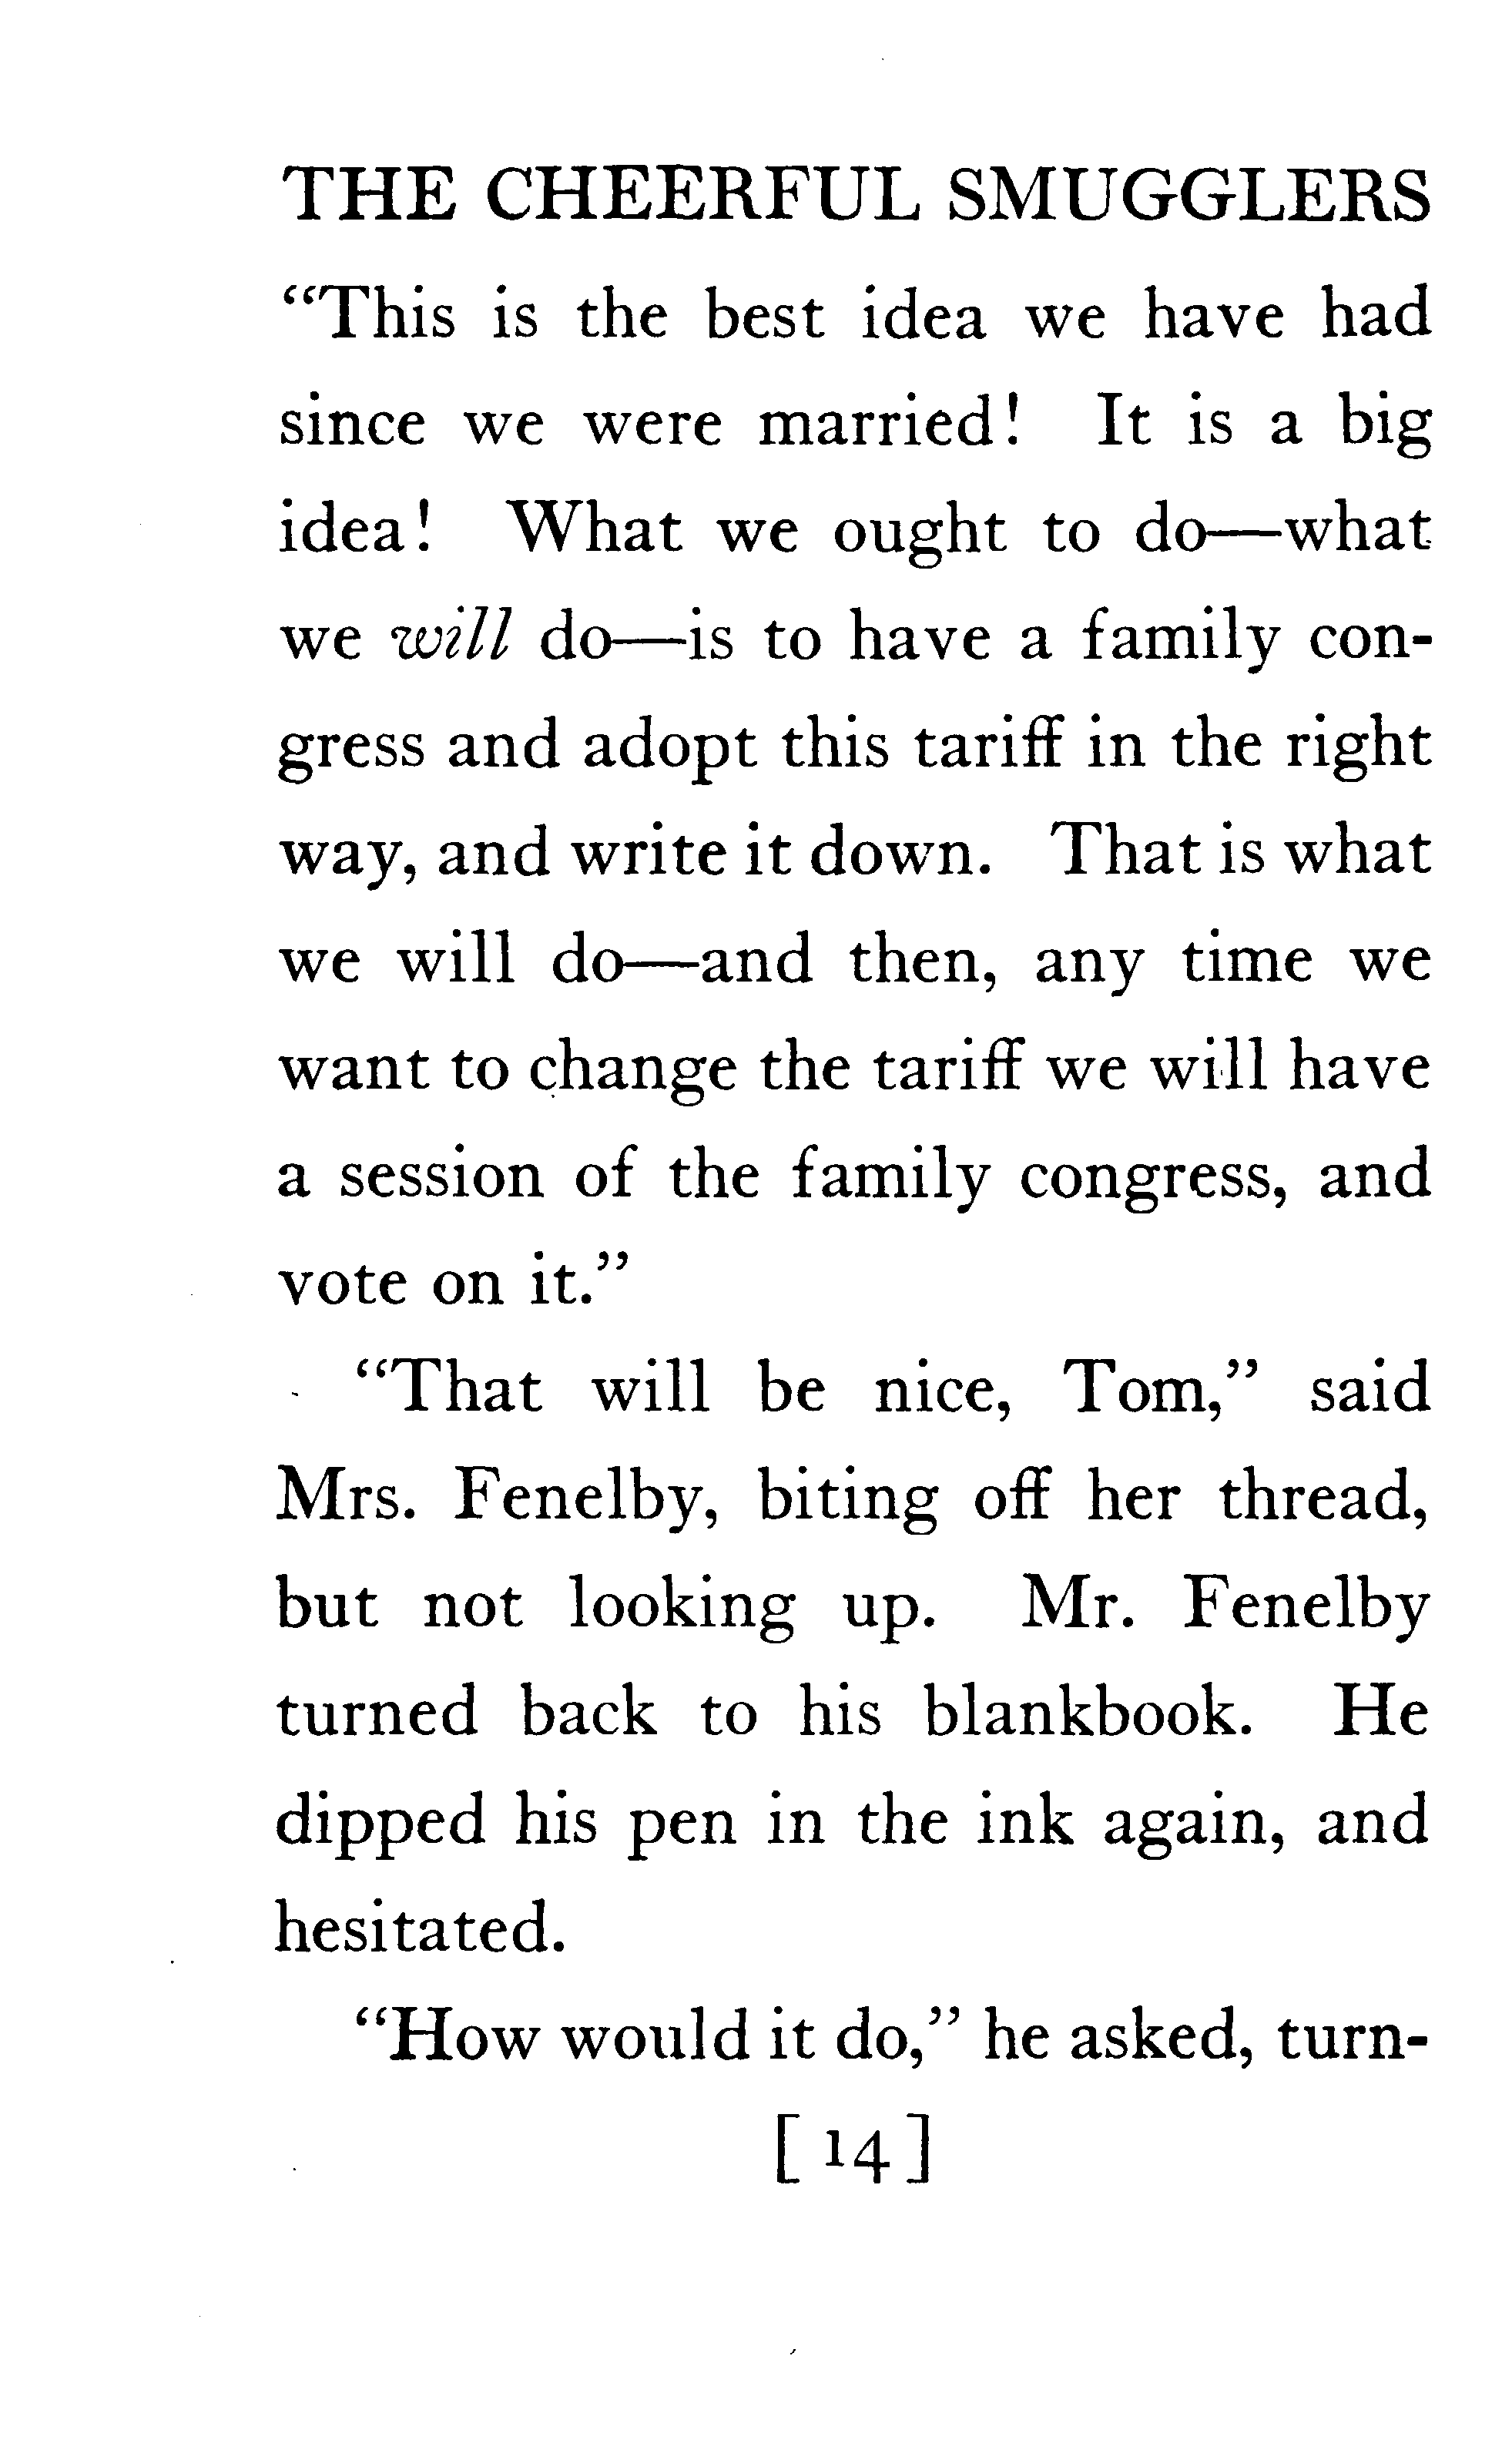 THE CHEERFUL SMUGGLERS
“This is the best idea we have had
since we were married! It is a big
idea! What we ought to do—what
we will do—is to have a family con-
gress and adopt this tariff in the right
way, and write it down. That is what
we will do—and then, any time we
want to change the tariff we will have
a session of the family congress, and
vote on it.”
“That will be nice, Tom,” said
Mrs. Fenelby, biting off her thread,
but not looking up. Mr. Fenelby
turned back to his blankbook. He
dipped his pen in the ink again, and
hesitated.
“How would it do,” he asked, turn-
[ 14 ]